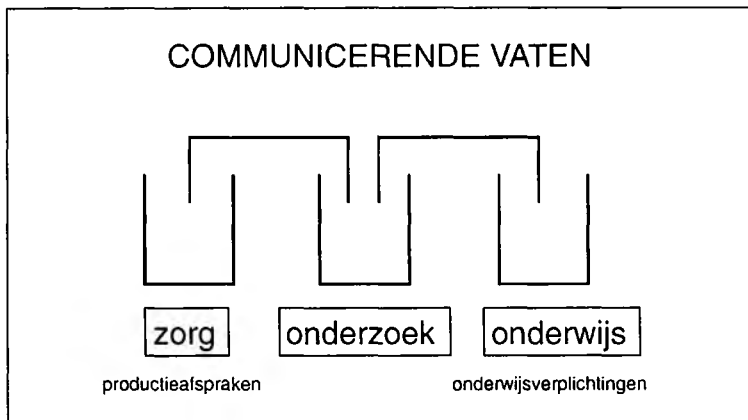 COMMUNICERENDE VATEN
zorg onderzoek onderwijs
productieafspraken onderwijsverplichtingen